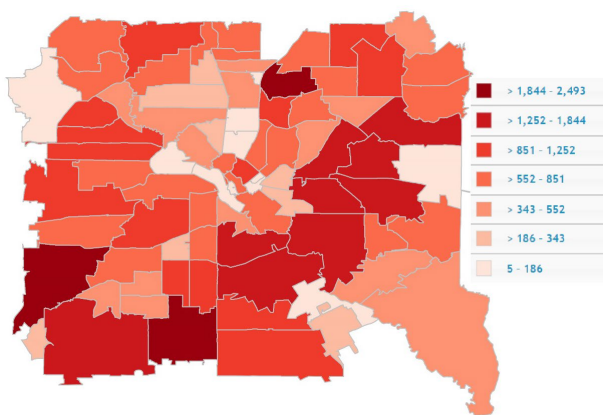 > 1,844 - 2,493
> 1,252 - 1,844
> 851 - 1,252
> 552 - 851
> 343 - 552
> 186 - 343
5 - 186